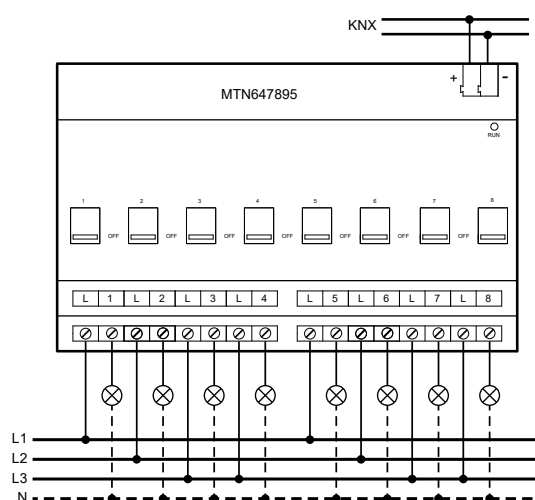 KNX
+ -
MTN647895
RUN
1 2 3 4 5 6 7 8
OFF OFF OFF OFF OFF OFF OFF
L 1 L 2 L 3 L 4 L 5 L 6 L 7 L 8
L1
L2
L3
N